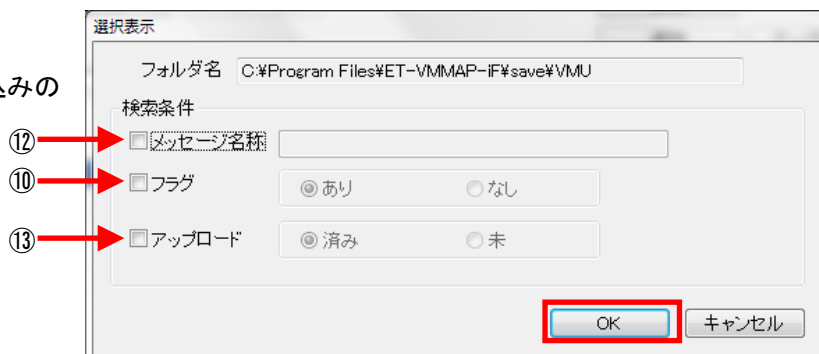 選択表示
フォルダ名 C:¥Program Files¥ET-VMMAP-iF¥save¥VMU
込みの
検索条件
⑫ メッセージ名称
⑩ フラグ あり なし
⑬ アップロード 済み 未
OK キャンセル